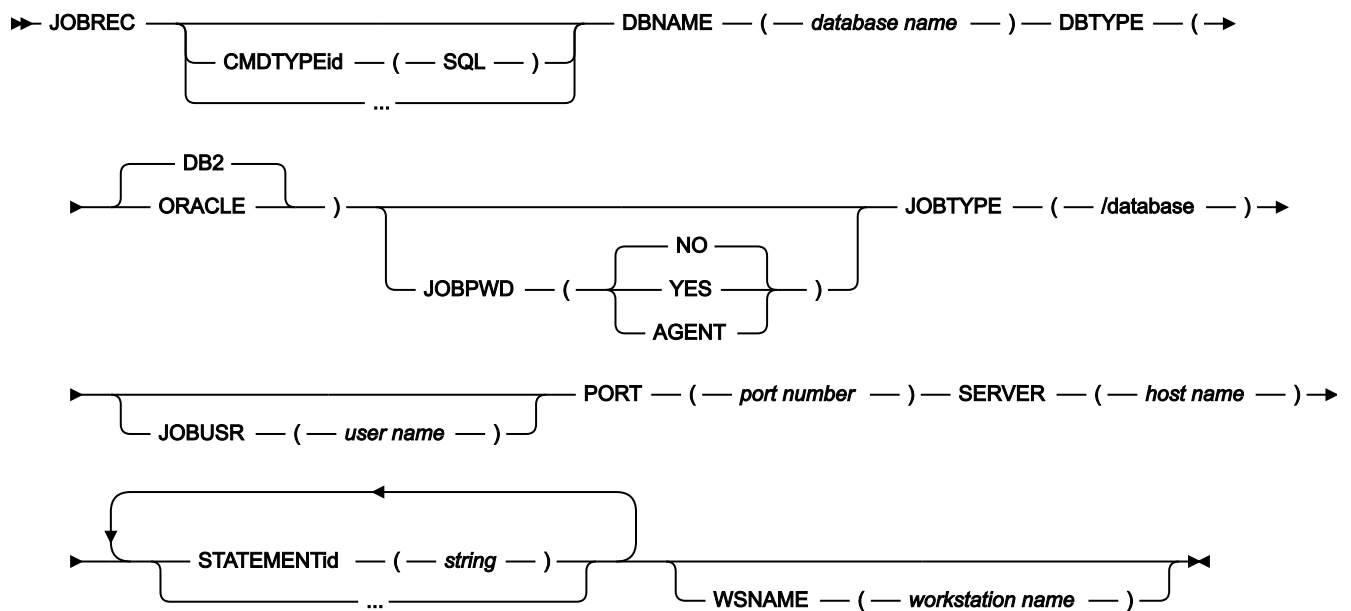 JOBREC DBNAME ( database name ) DBTYPE (
CMDTYPEid ( SQL )
...
DB2
ORACLE ) JOBTYPE ( /database )
NO
JOBPWD ( YES )
AGENT
PORT ( port number ) SERVER ( host name )
JOBUSR ( user name )
STATEMENTid ( string )
...
WSNAME ( workstation name )